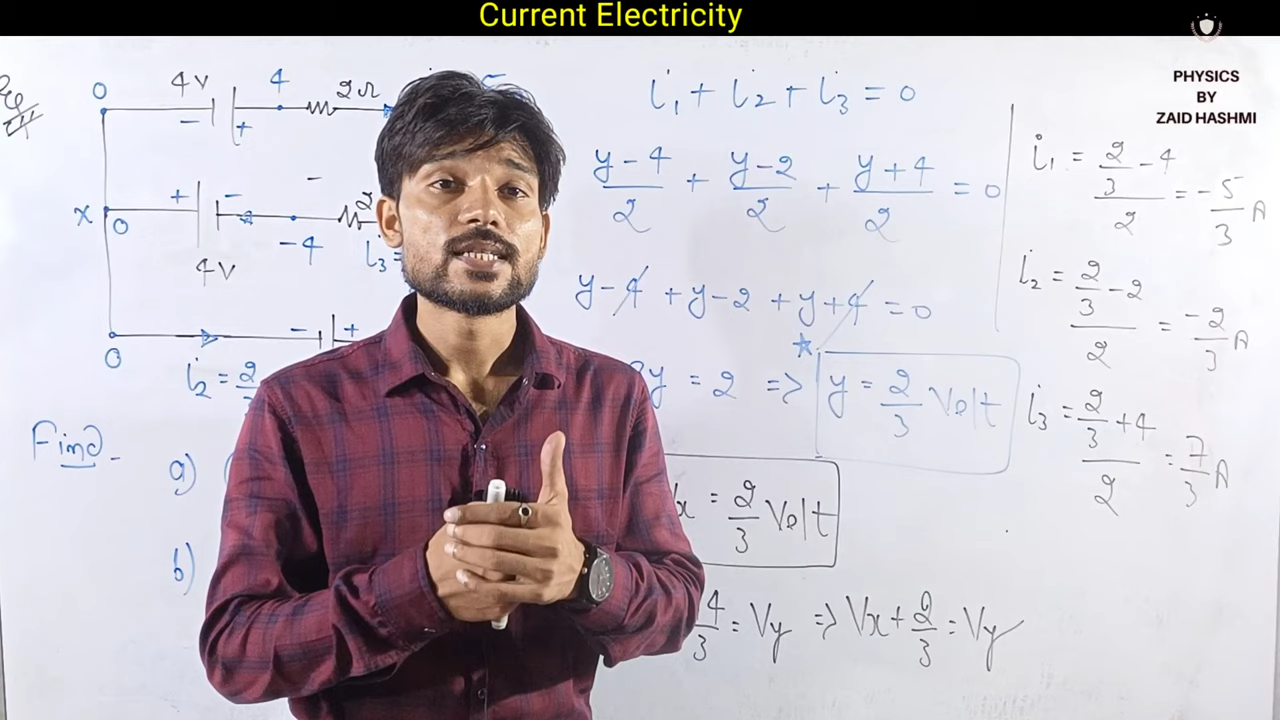 Current Electricity
PHYSICS
BY
ZAID HASHMI
0 4V 4 2Ω
- +
+ - -
x 0 -4 2
4V i₃=
- +
0
i₂ = 2
Find -
a)
b)
i₁ + i₂ + i₃ = 0
y-4/2 + y-2/2 + y+4/2 = 0
y-4 + y-2 + y+4 = 0
y = 2 => y = 2/3 Volt
x = 2/3 Volt
4/3 = Vy => Vx + 2/3 = Vy
i₁ = 2/3 - 4 / 2 = -5/3 A
i₂ = 2/3 - 2 / 2 = -2/3 A
i₃ = 2/3 + 4 / 2 = 7/3 A